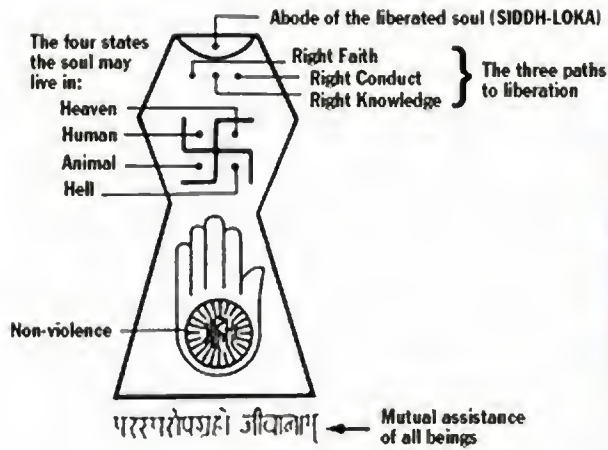 Abode of the liberated soul (SIDDH-LOKA)
The four states
the soul may
live in:
Right Faith
Right Conduct
Right Knowledge
The three paths
to liberation
Heaven
Human
Animal
Hell
Non-violence
परस्परोपग्रहो जीवानाम्
Mutual assistance
of all beings